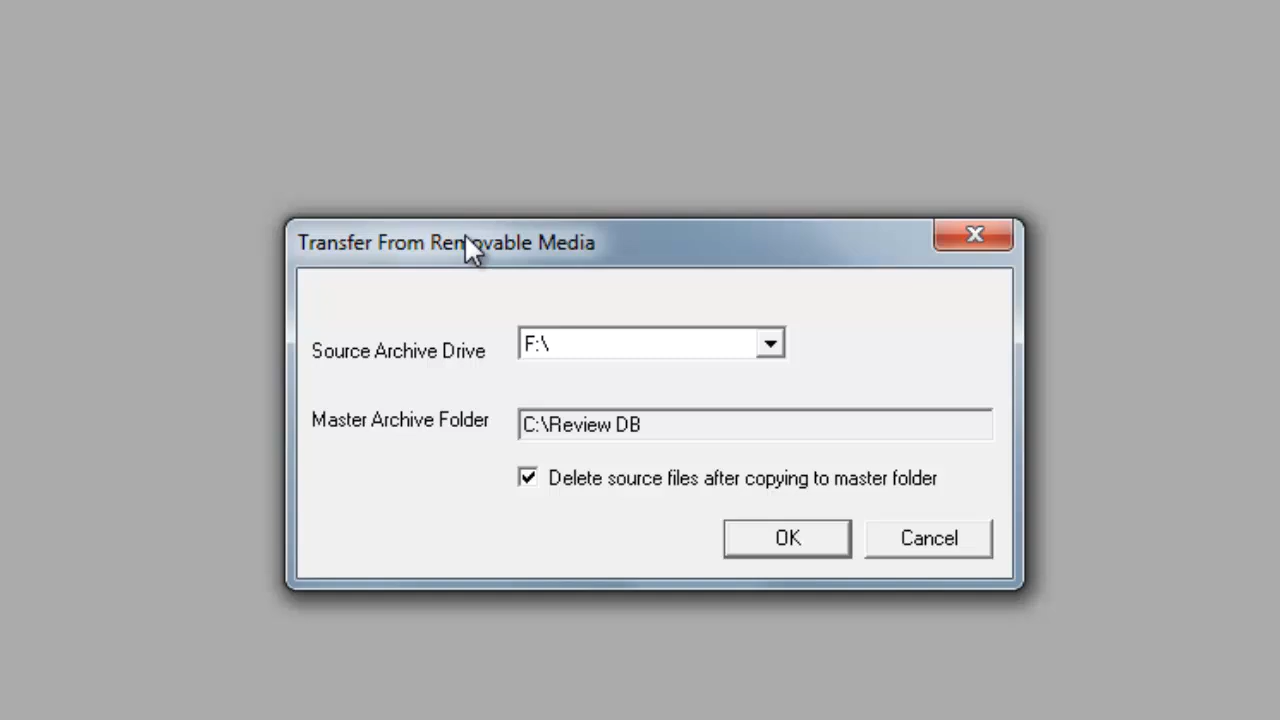 Transfer From Removable Media
Source Archive Drive
F:\
Master Archive Folder
C:\Review DB
Delete source files after copying to master folder
OK
Cancel